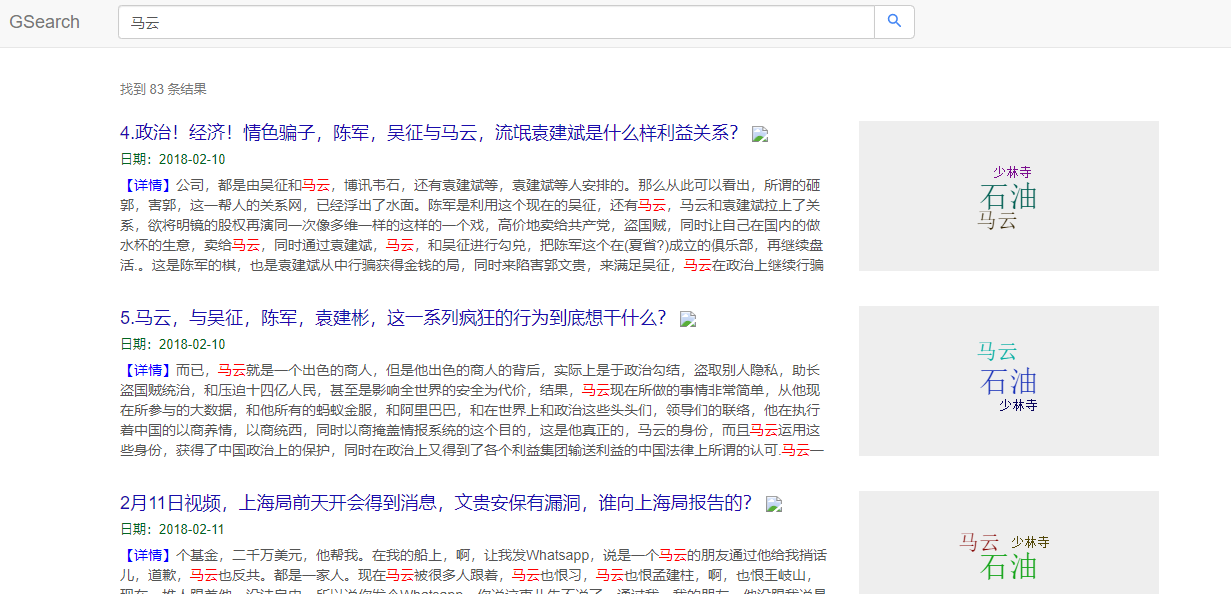 GSearch
马云
找到 83 条结果
4.政治！经济！情色骗子，陈军，吴征与马云，流氓袁建斌是什么样利益关系？
日期：2018-02-10
【详情】公司，都是由吴征和马云，博讯韦石，还有袁建斌等，袁建斌等人安排的。那么从此可以看出，所谓的砸
郭，害郭，这一帮人的关系网，已经浮出了水面。陈军是利用这个现在的吴征，还有马云，马云和袁建斌拉上了关
系，欲将明镜的股权再演同一次像多维一样的这样的一个戏，高价地卖给共产党，盗国贼，同时让自己在国内的做
水杯的生意，卖给马云，同时通过袁建斌，马云，和吴征进行勾兑，把陈军这个在(夏省?)成立的俱乐部，再继续盘
活.。这是陈军的棋，也是袁建斌从中行骗获得金钱的局，同时来陷害郭文贵，来满足吴征，马云在政治上继续行骗
少林寺
石油
马云
5.马云，与吴征，陈军，袁建彬，这一系列疯狂的行为到底想干什么？
日期：2018-02-10
【详情】而已，马云就是一个出色的商人，但是他出色的商人的背后，实际上是于政治勾结，盗取别人隐私，助长
盗国贼统治，和压迫十四亿人民，甚至是影响全世界的安全为代价，结果，马云现在所做的事情非常简单，从他现
在所参与的大数据，和他所有的蚂蚁金服，和阿里巴巴，和在世界上和政治这些头头们，领导们的联络，他在执行
着中国的以商养情，以商统西，同时以商掩盖情报系统的这个目的，这是他真正的，马云的身份，而且马云运用这
些身份，获得了中国政治上的保护，同时在政治上又得到了各个利益集团输送利益的中国法律上所谓的认可.马云一
马云
石油
少林寺
2月11日视频，上海局前天开会得到消息，文贵安保有漏洞，谁向上海局报告的？
日期：2018-02-11
【详情】个基金，二千万美元，他帮我。在我的船上，啊，让我发Whatsapp，说是一个马云的朋友通过他给我捎话
儿，道歉，马云也反共。都是一家人。现在马云被很多人跟着，马云也恨习，马云也恨孟建柱，啊，也恨王岐山，
马云 少林寺
石油